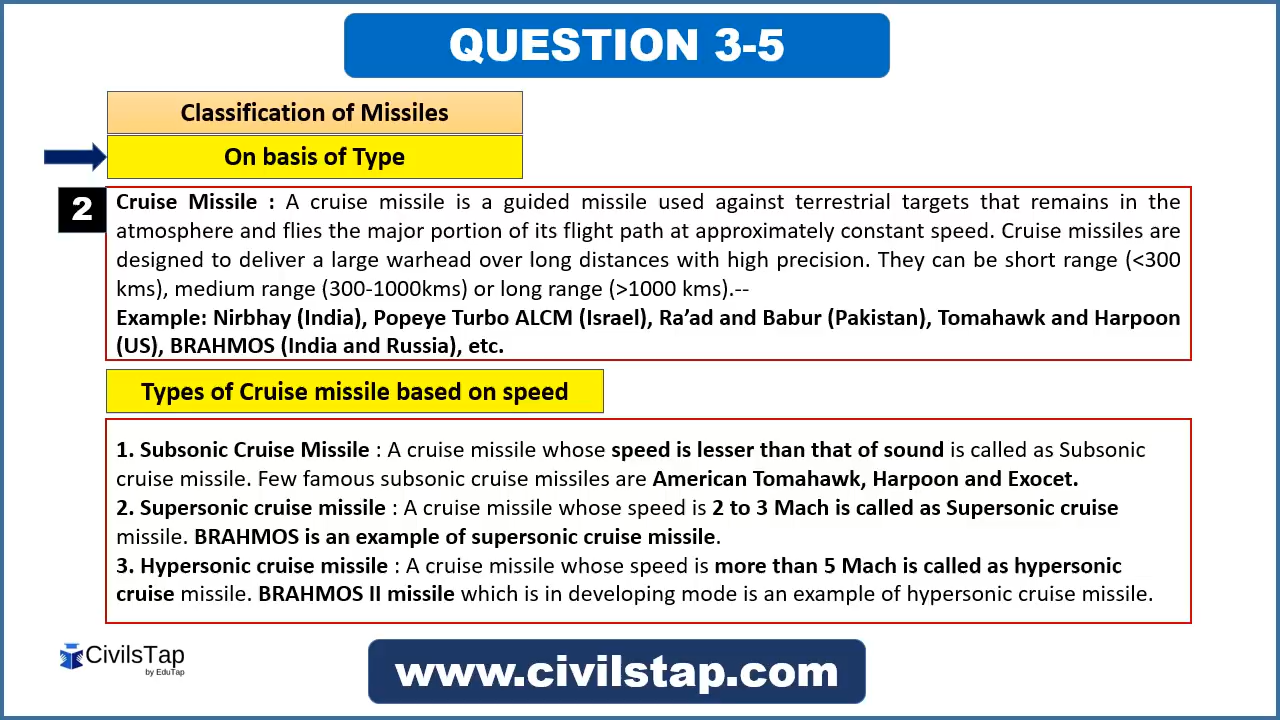 QUESTION 3-5
Classification of Missiles
On basis of Type
2
Cruise Missile : A cruise missile is a guided missile used against terrestrial targets that remains in the
atmosphere and flies the major portion of its flight path at approximately constant speed. Cruise missiles are
designed to deliver a large warhead over long distances with high precision. They can be short range (<300
kms), medium range (300-1000kms) or long range (>1000 kms).--
Example: Nirbhay (India), Popeye Turbo ALCM (Israel), Ra’ad and Babur (Pakistan), Tomahawk and Harpoon
(US), BRAHMOS (India and Russia), etc.
Types of Cruise missile based on speed
1. Subsonic Cruise Missile : A cruise missile whose speed is lesser than that of sound is called as Subsonic
cruise missile. Few famous subsonic cruise missiles are American Tomahawk, Harpoon and Exocet.
2. Supersonic cruise missile : A cruise missile whose speed is 2 to 3 Mach is called as Supersonic cruise
missile. BRAHMOS is an example of supersonic cruise missile.
3. Hypersonic cruise missile : A cruise missile whose speed is more than 5 Mach is called as hypersonic
cruise missile. BRAHMOS II missile which is in developing mode is an example of hypersonic cruise missile.
CivilsTap
by EduTap
www.civilstap.com